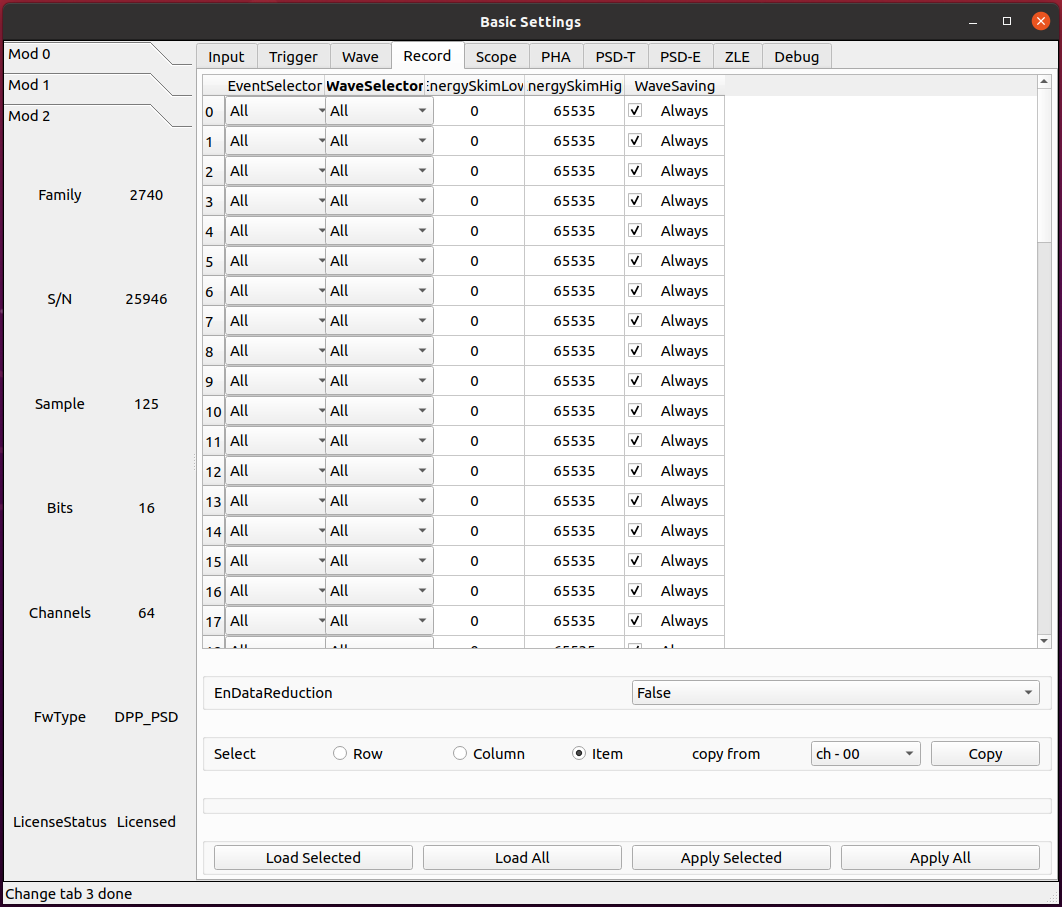 Basic Settings
Mod 0
Mod 1
Mod 2
Family 2740
S/N 25946
Sample 125
Bits 16
Channels 64
FwType DPP_PSD
LicenseStatus Licensed
Input Trigger Wave Record Scope PHA PSD-T PSD-E ZLE Debug
EventSelector WaveSelector EnergySkimLow nergySkimHig WaveSaving
0 All All 0 65535 Always
1 All All 0 65535 Always
2 All All 0 65535 Always
3 All All 0 65535 Always
4 All All 0 65535 Always
5 All All 0 65535 Always
6 All All 0 65535 Always
7 All All 0 65535 Always
8 All All 0 65535 Always
9 All All 0 65535 Always
10 All All 0 65535 Always
11 All All 0 65535 Always
12 All All 0 65535 Always
13 All All 0 65535 Always
14 All All 0 65535 Always
15 All All 0 65535 Always
16 All All 0 65535 Always
17 All All 0 65535 Always
EnDataReduction False
Select Row Column Item copy from ch - 00 Copy
Load Selected Load All Apply Selected Apply All
Change tab 3 done